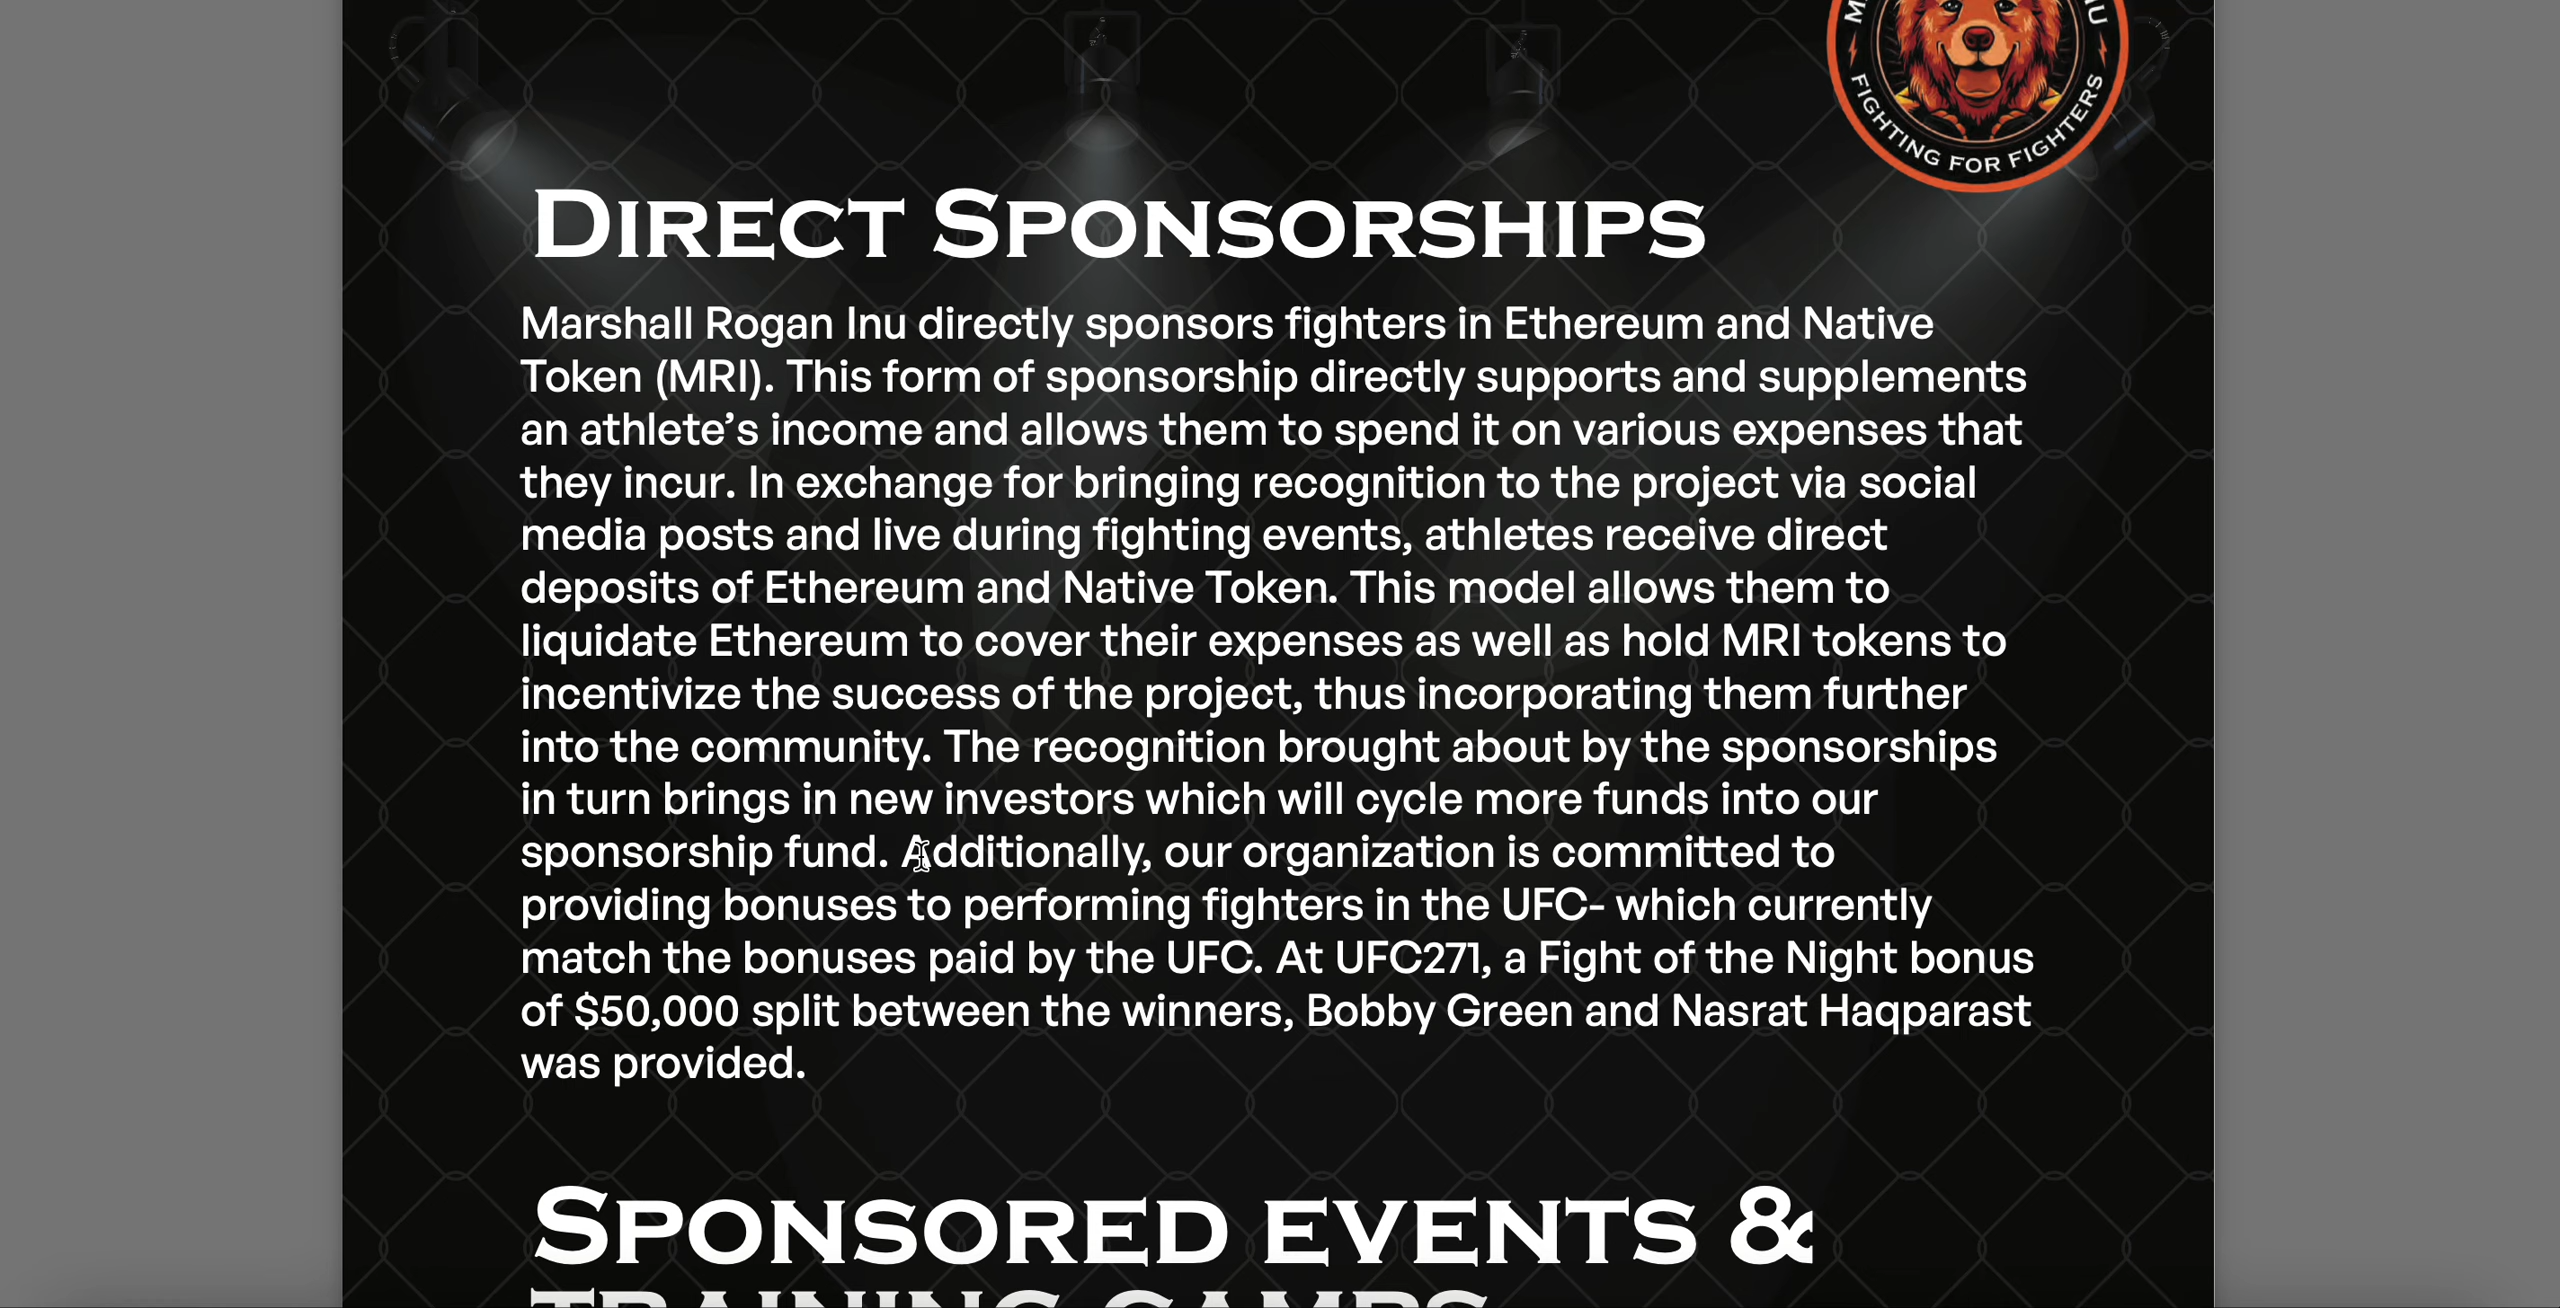 FIGHTING FOR FIGHTERS
DIRECT SPONSORSHIPS
Marshall Rogan Inu directly sponsors fighters in Ethereum and Native
Token (MRI). This form of sponsorship directly supports and supplements
an athlete’s income and allows them to spend it on various expenses that
they incur. In exchange for bringing recognition to the project via social
media posts and live during fighting events, athletes receive direct
deposits of Ethereum and Native Token. This model allows them to
liquidate Ethereum to cover their expenses as well as hold MRI tokens to
incentivize the success of the project, thus incorporating them further
into the community. The recognition brought about by the sponsorships
in turn brings in new investors which will cycle more funds into our
sponsorship fund. Additionally, our organization is committed to
providing bonuses to performing fighters in the UFC- which currently
match the bonuses paid by the UFC. At UFC271, a Fight of the Night bonus
of $50,000 split between the winners, Bobby Green and Nasrat Haqparast
was provided.
SPONSORED EVENTS &
TRAINING CAMPS